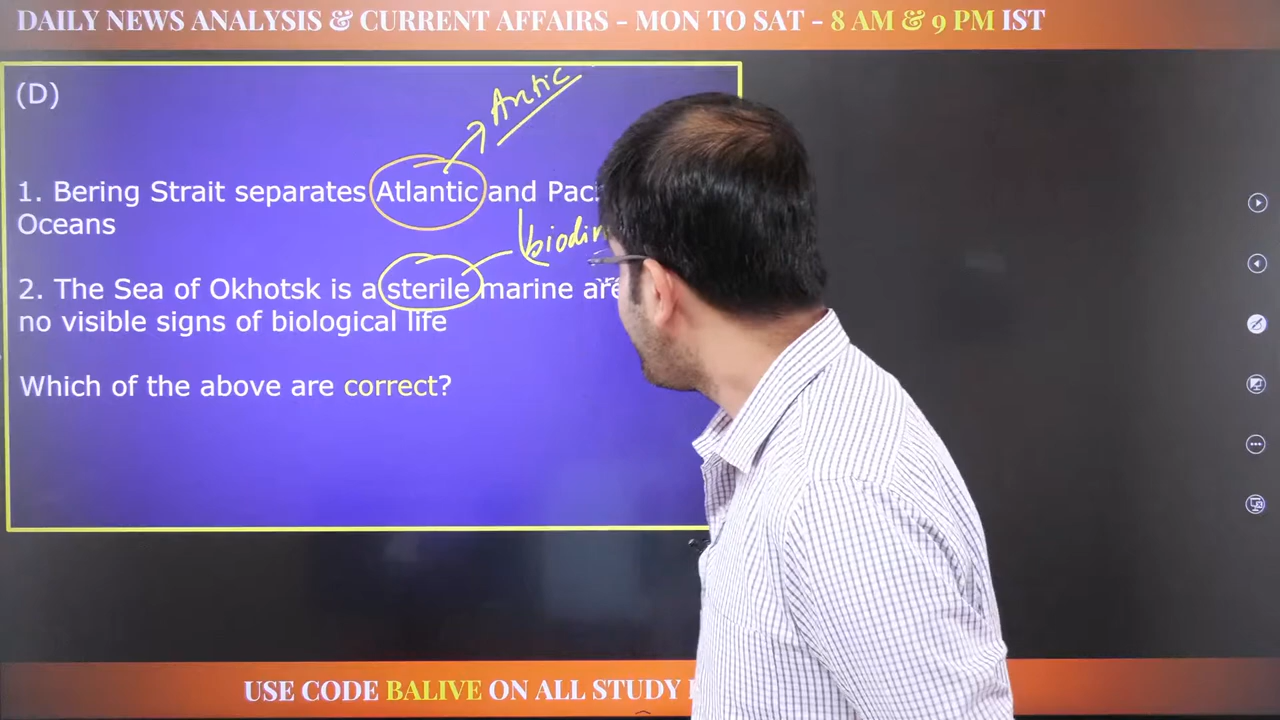 DAILY NEWS ANALYSIS & CURRENT AFFAIRS - MON TO SAT - 8 AM & 9 PM IST
(D)
Antic
1. Bering Strait separates Atlantic and Paci
Oceans
biodiv
2. The Sea of Okhotsk is a sterile marine are
no visible signs of biological life
Which of the above are correct?
USE CODE BALIVE ON ALL STUDY